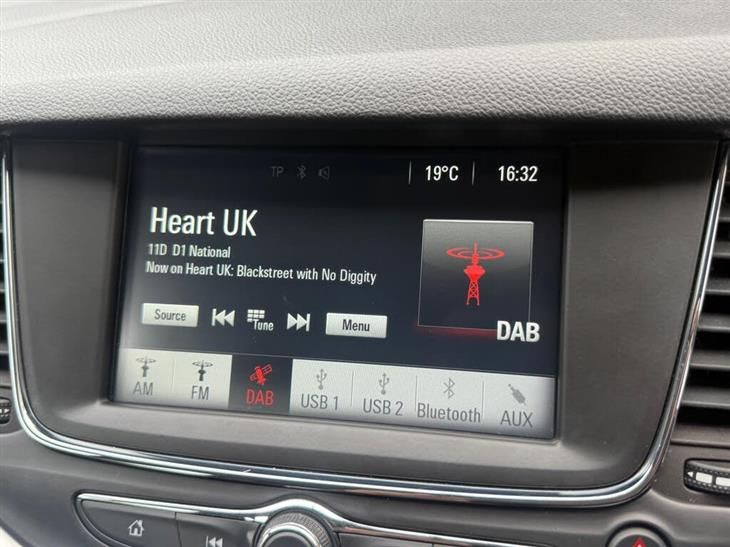 TP 19°C 16:32
Heart UK
11D D1 National
Now on Heart UK: Blackstreet with No Diggity
DAB
Source Tune Menu
AM FM DAB USB 1 USB 2 Bluetooth AUX